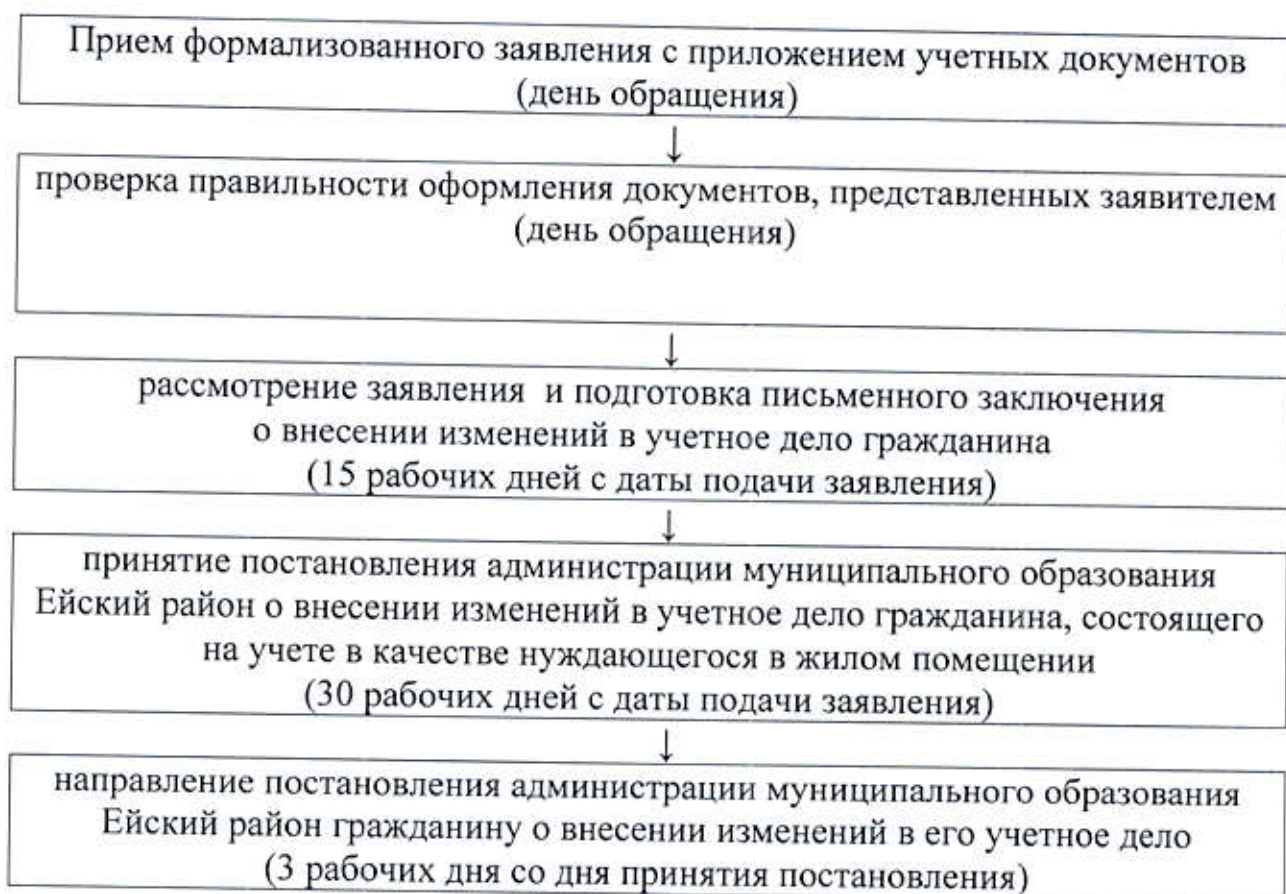 Прием формализованного заявления с приложением учетных документов
(день обращения)
↓
проверка правильности оформления документов, представленных заявителем
(день обращения)
↓
рассмотрение заявления и подготовка письменного заключения
о внесении изменений в учетное дело гражданина
(15 рабочих дней с даты подачи заявления)
↓
принятие постановления администрации муниципального образования
Ейский район о внесении изменений в учетное дело гражданина, состоящего
на учете в качестве нуждающегося в жилом помещении
(30 рабочих дней с даты подачи заявления)
↓
направление постановления администрации муниципального образования
Ейский район гражданину о внесении изменений в его учетное дело
(3 рабочих дня со дня принятия постановления)